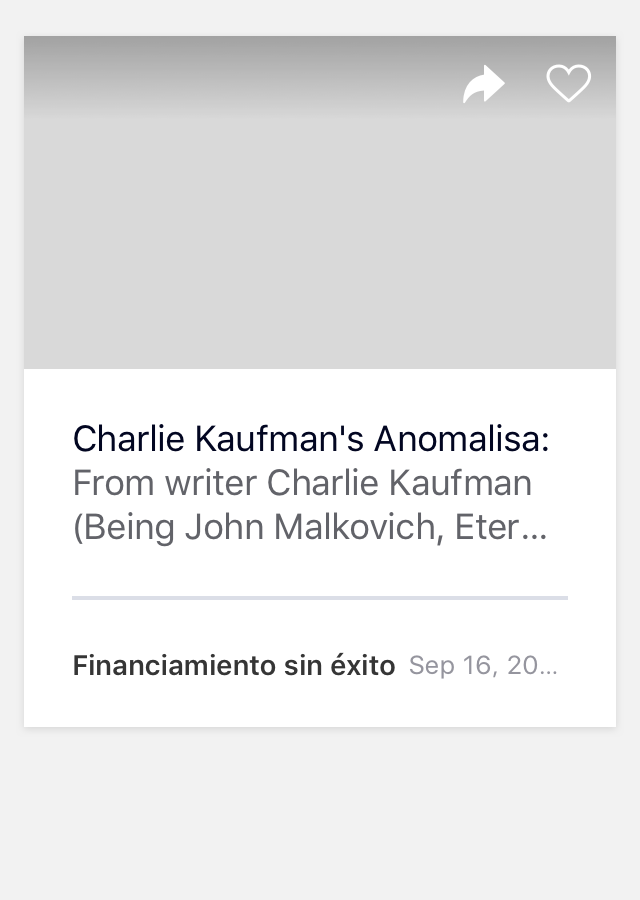 Charlie Kaufman's Anomalisa:
From writer Charlie Kaufman
(Being John Malkovich, Eter...
Financiamiento sin éxito Sep 16, 20...